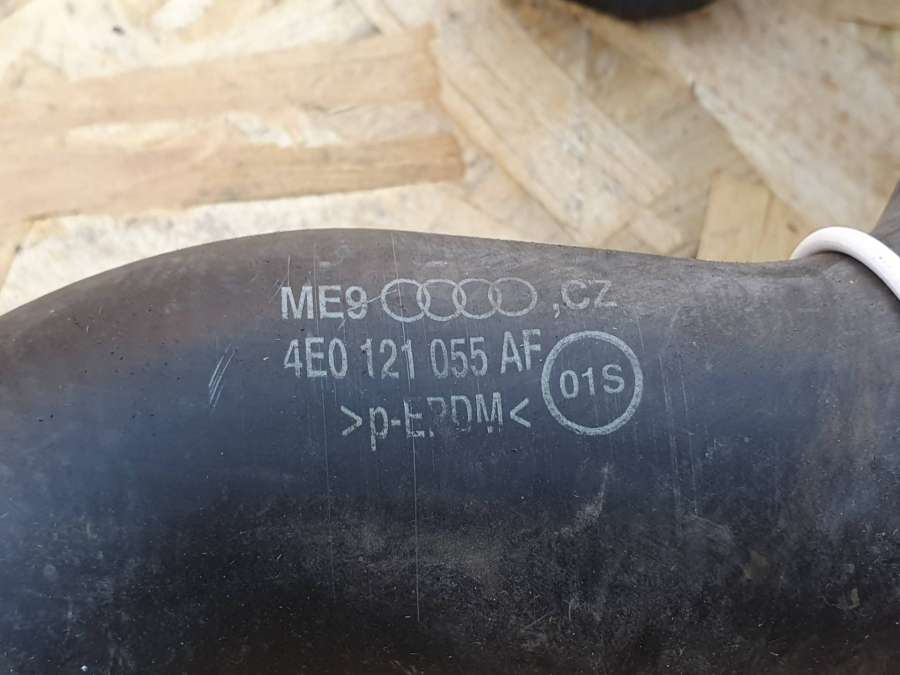 ME9 ,CZ
4E0 121 055 AF
01S
>p-EPDM<